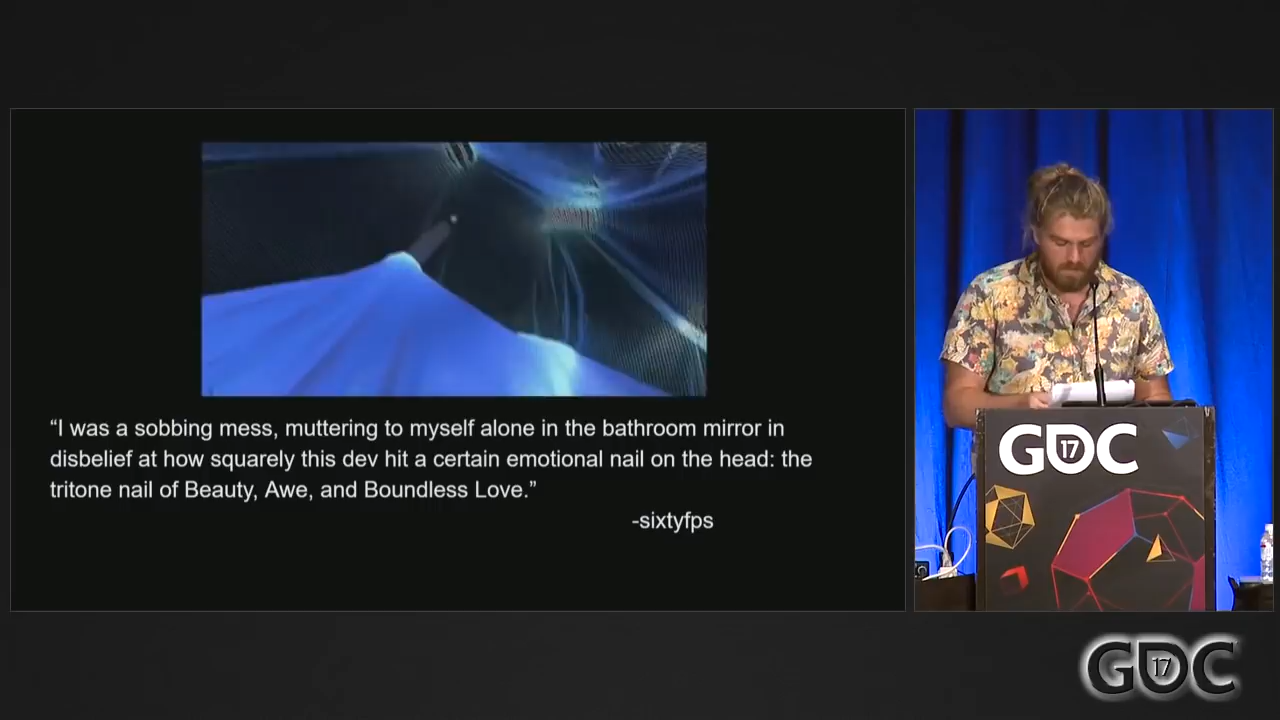 “I was a sobbing mess, muttering to myself alone in the bathroom mirror in
disbelief at how squarely this dev hit a certain emotional nail on the head: the
tritone nail of Beauty, Awe, and Boundless Love.”
-sixtyfps
GDC 17
GDC 17